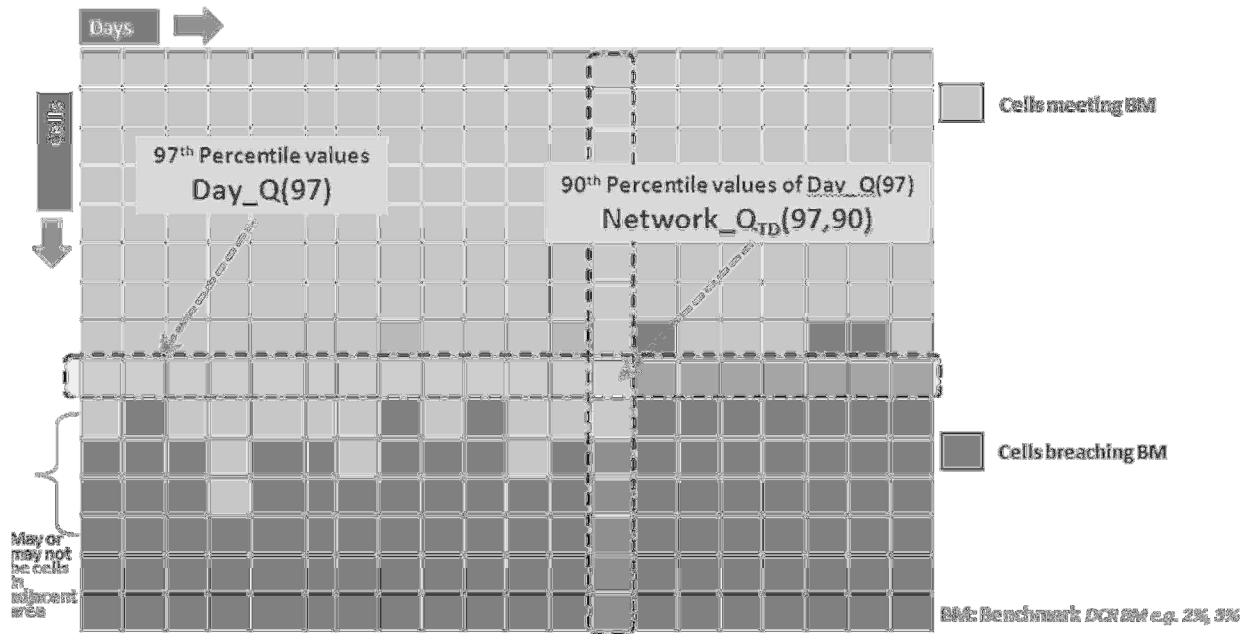 Days
Cells
Cells meeting BM
97th Percentile values
Day_Q(97)
90th Percentile values of Day_Q(97)
Network_QTD(97,90)
Cells breaching BM
May or
may not
be cells
in
adjacent
area
BM: Benchmark DCR BM e.g. 2%, 3%